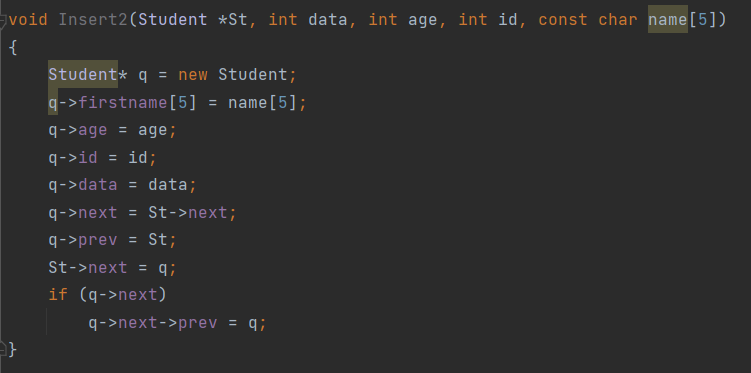 void Insert2(Student *St, int data, int age, int id, const char name[5])
{
    Student* q = new Student;
    q->firstname[5] = name[5];
    q->age = age;
    q->id = id;
    q->data = data;
    q->next = St->next;
    q->prev = St;
    St->next = q;
    if (q->next)
        q->next->prev = q;
}